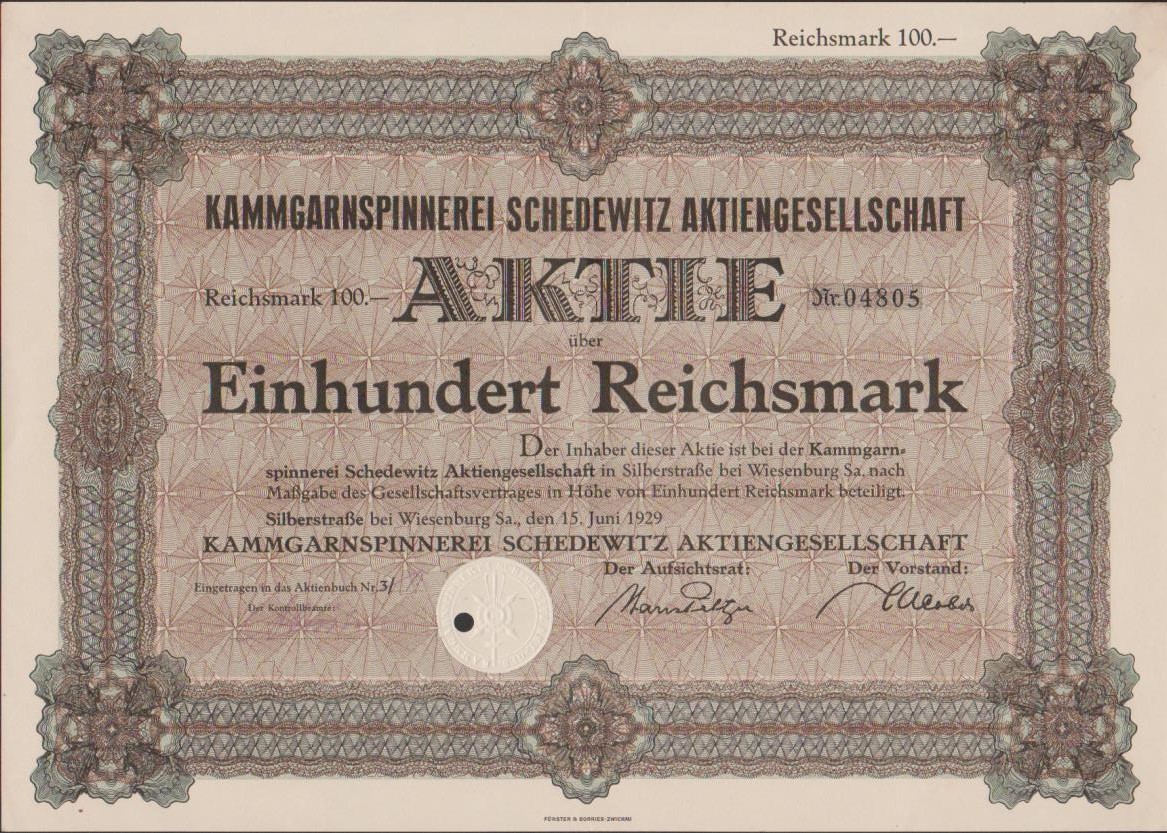 Reichsmark 100.—
KAMMGARNSPINNEREI SCHEDEWITZ AKTIENGESELLSCHAFT
Reichsmark 100.— AKTIE Nr. 04805
über
Einhundert Reichsmark
Der Inhaber dieser Aktie ist bei der Kammgarn=
spinnerei Schedewitz Aktiengesellschaft in Silberstraße bei Wiesenburg Sa. nach
Maßgabe des Gesellschaftsvertrages in Höhe von Einhundert Reichsmark beteiligt.
Silberstraße bei Wiesenburg Sa., den 15. Juni 1929
KAMMGARNSPINNEREI SCHEDEWITZ AKTIENGESELLSCHAFT
Der Aufsichtsrat: Der Vorstand:
Eingetragen in das Aktienbuch Nr. 3/
Der Kontrollbeamte:
FÖRSTER & BORRIES-ZWICKAU